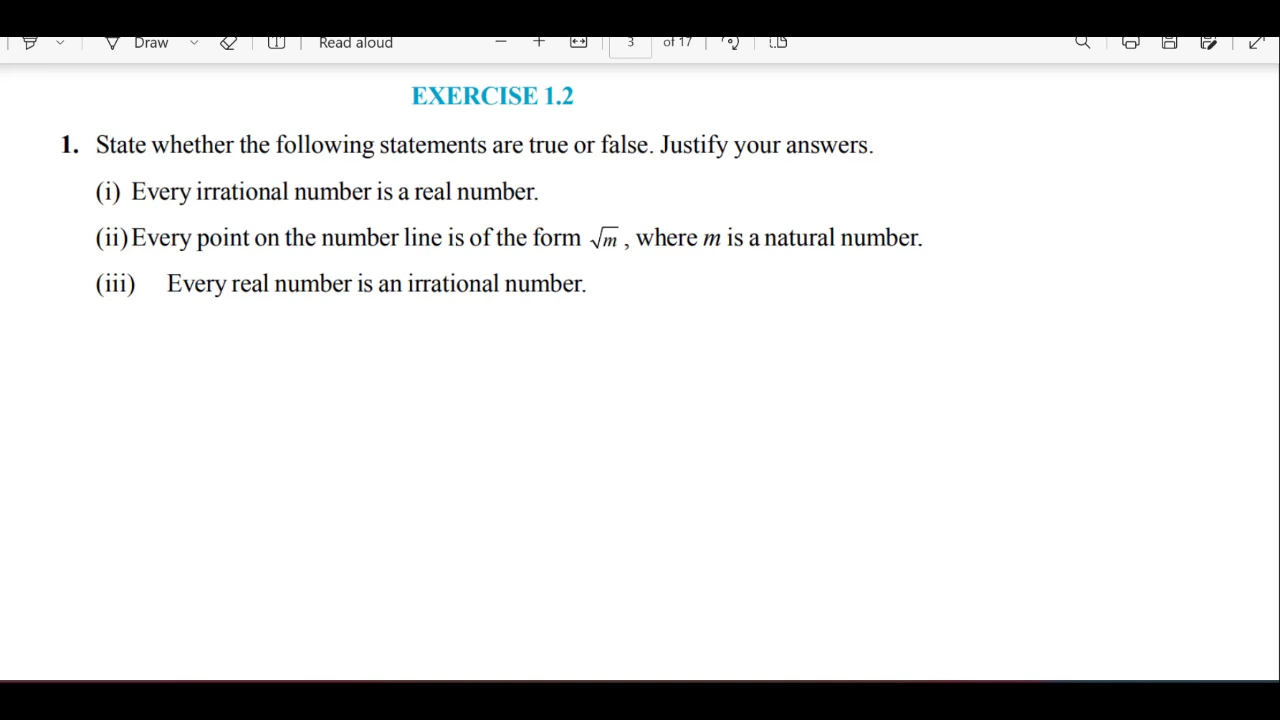 Draw Read aloud 3 of 17
EXERCISE 1.2
1. State whether the following statements are true or false. Justify your answers.
(i) Every irrational number is a real number.
(ii) Every point on the number line is of the form √m , where m is a natural number.
(iii) Every real number is an irrational number.